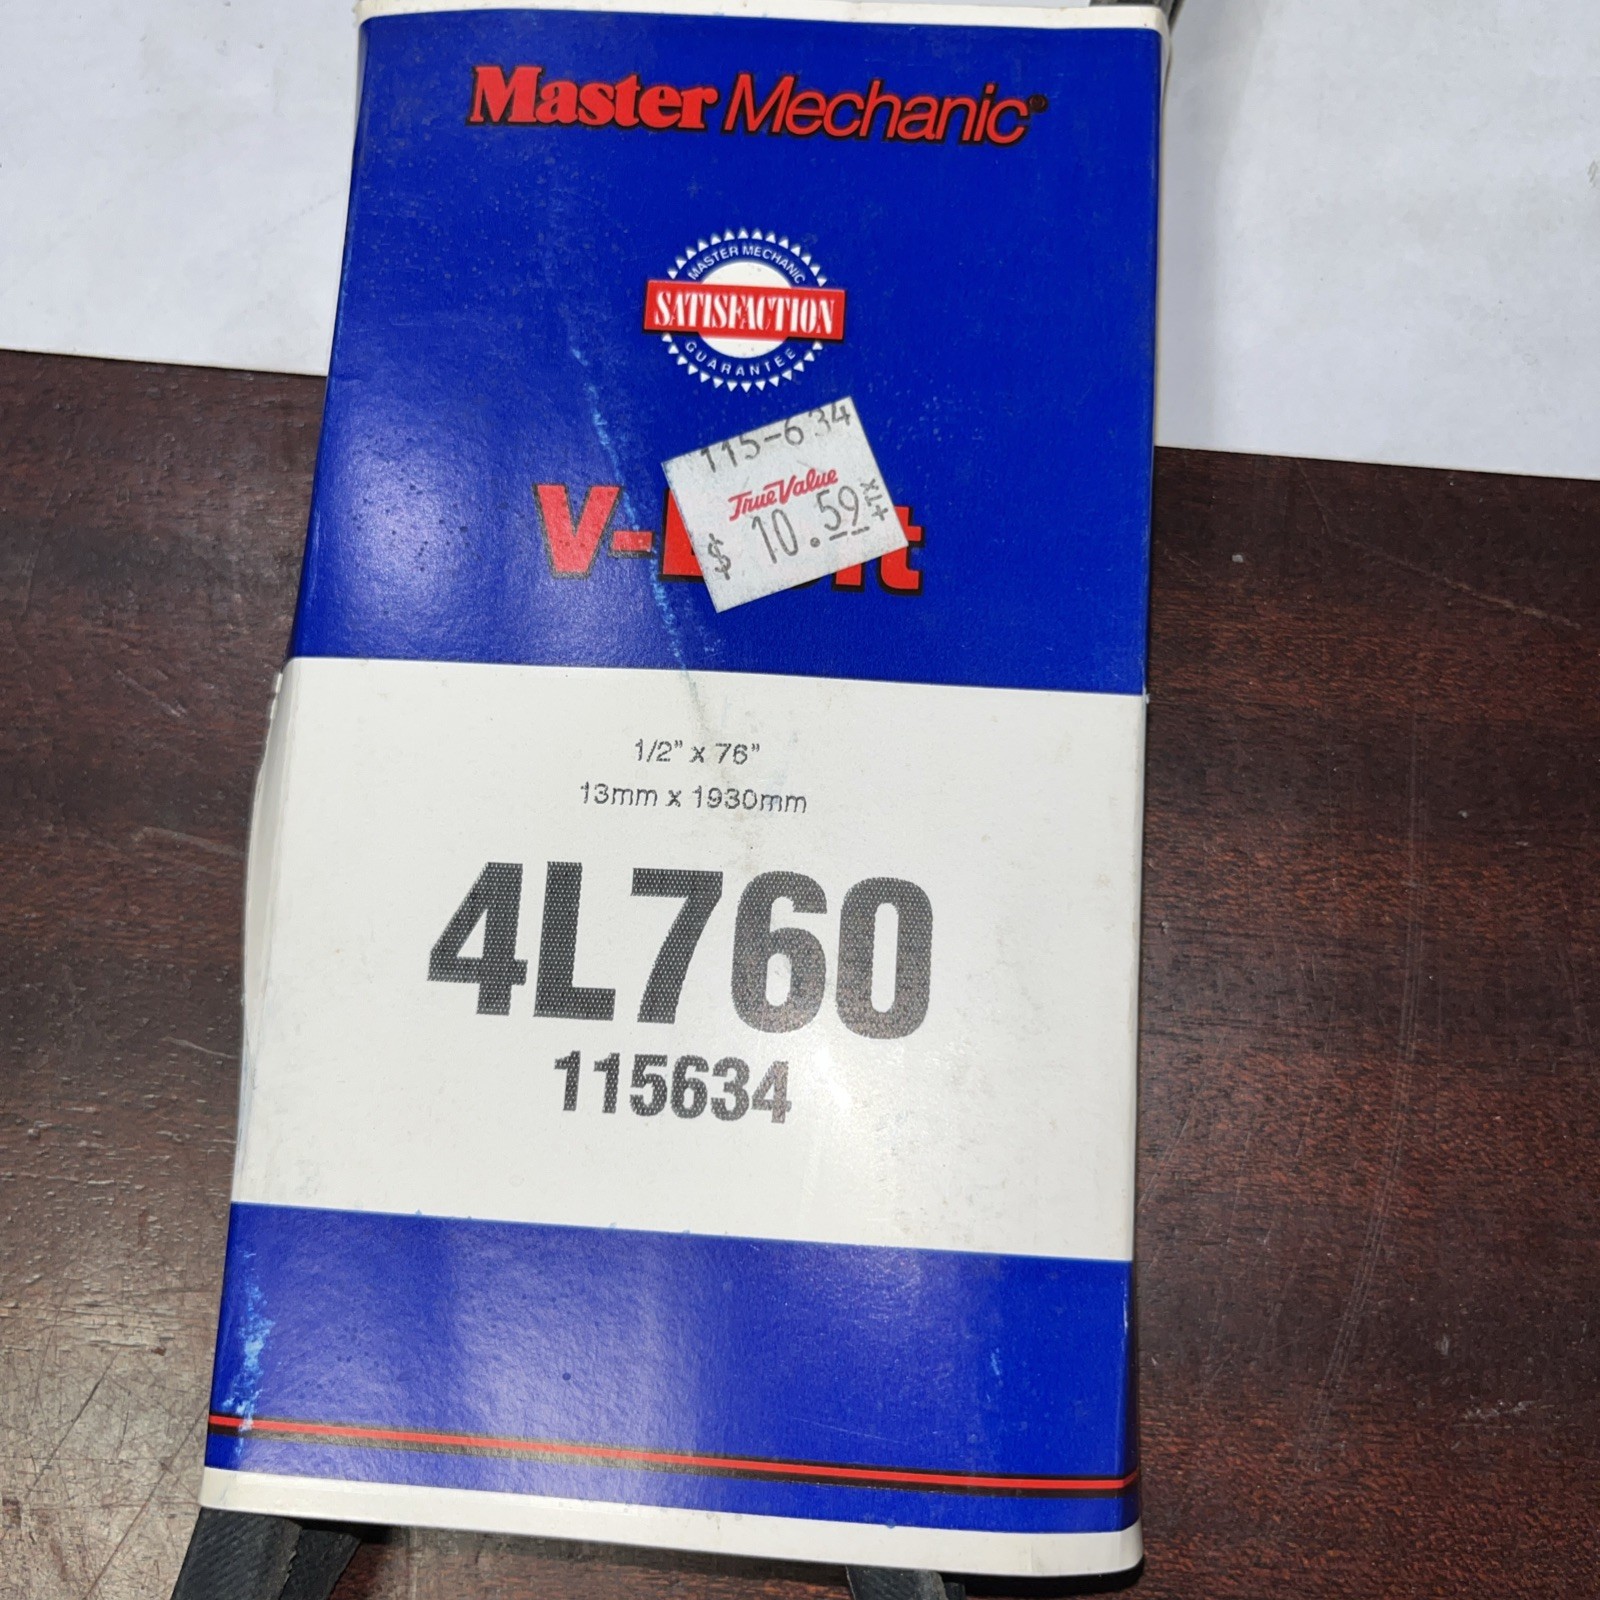 Master Mechanic®
MASTER MECHANIC
SATISFACTION
GUARANTEE
115-634
True Value
$ 10.59 +TX
1/2" x 76"
13mm x 1930mm
4L760
115634